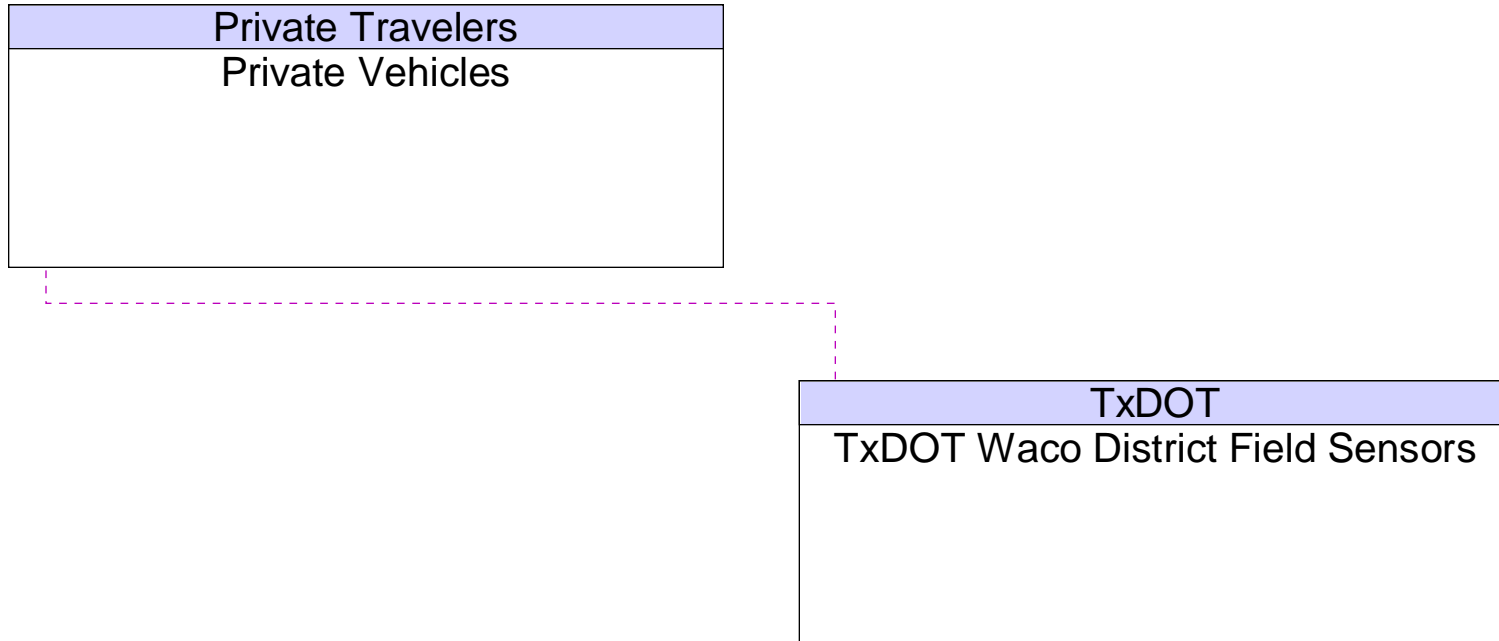 Private Travelers
Private Vehicles
TxDOT
TxDOT Waco District Field Sensors